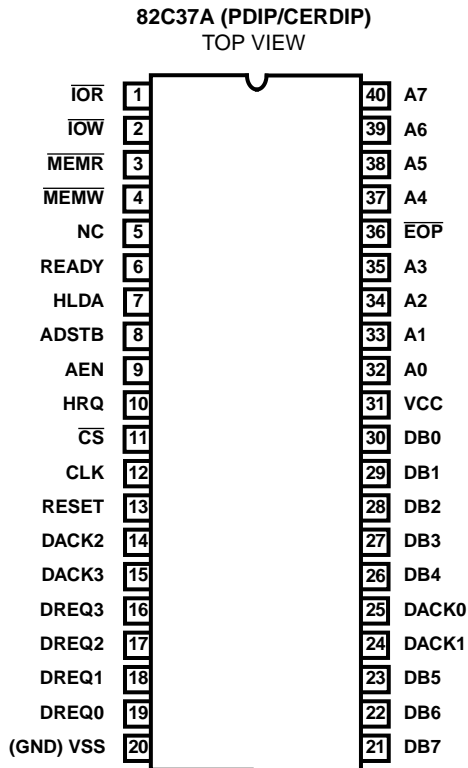 82C37A (PDIP/CERDIP)
TOP VIEW
IOR 1 40 A7
IOW 2 39 A6
MEMR 3 38 A5
MEMW 4 37 A4
NC 5 36 EOP
READY 6 35 A3
HLDA 7 34 A2
ADSTB 8 33 A1
AEN 9 32 A0
HRQ 10 31 VCC
CS 11 30 DB0
CLK 12 29 DB1
RESET 13 28 DB2
DACK2 14 27 DB3
DACK3 15 26 DB4
DREQ3 16 25 DACK0
DREQ2 17 24 DACK1
DREQ1 18 23 DB5
DREQ0 19 22 DB6
(GND) VSS 20 21 DB7